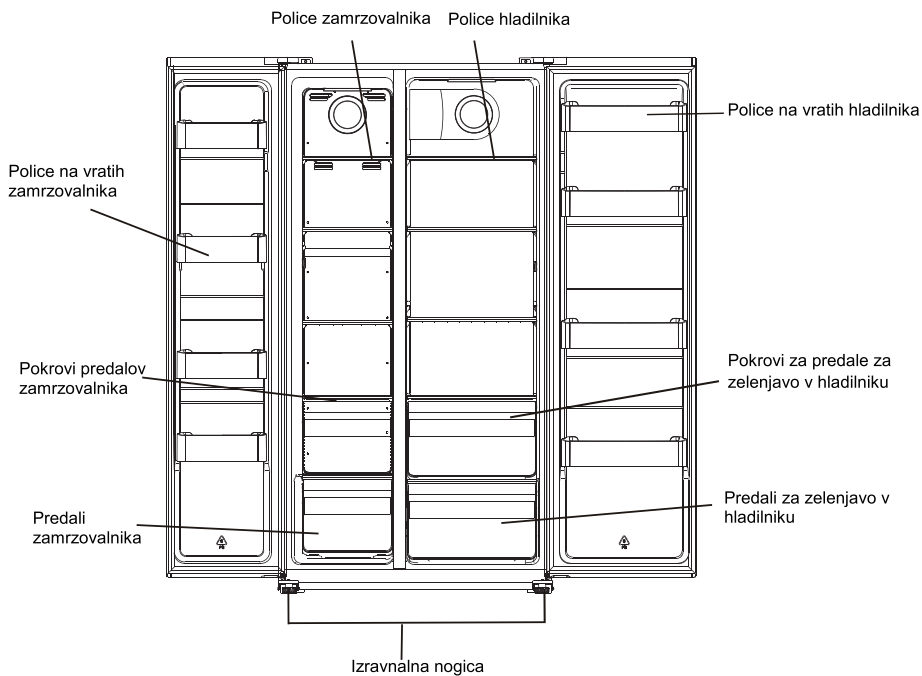 Police zamrzovalnika
Police hladilnika
Police na vratih hladilnika
Police na vratih
zamrzovalnika
Pokrovi predalov
zamrzovalnika
Pokrovi za predale za
zelenjavo v hladilniku
Predali
zamrzovalnika
Predali za zelenjavo v
hladilniku
Izravnalna nogica